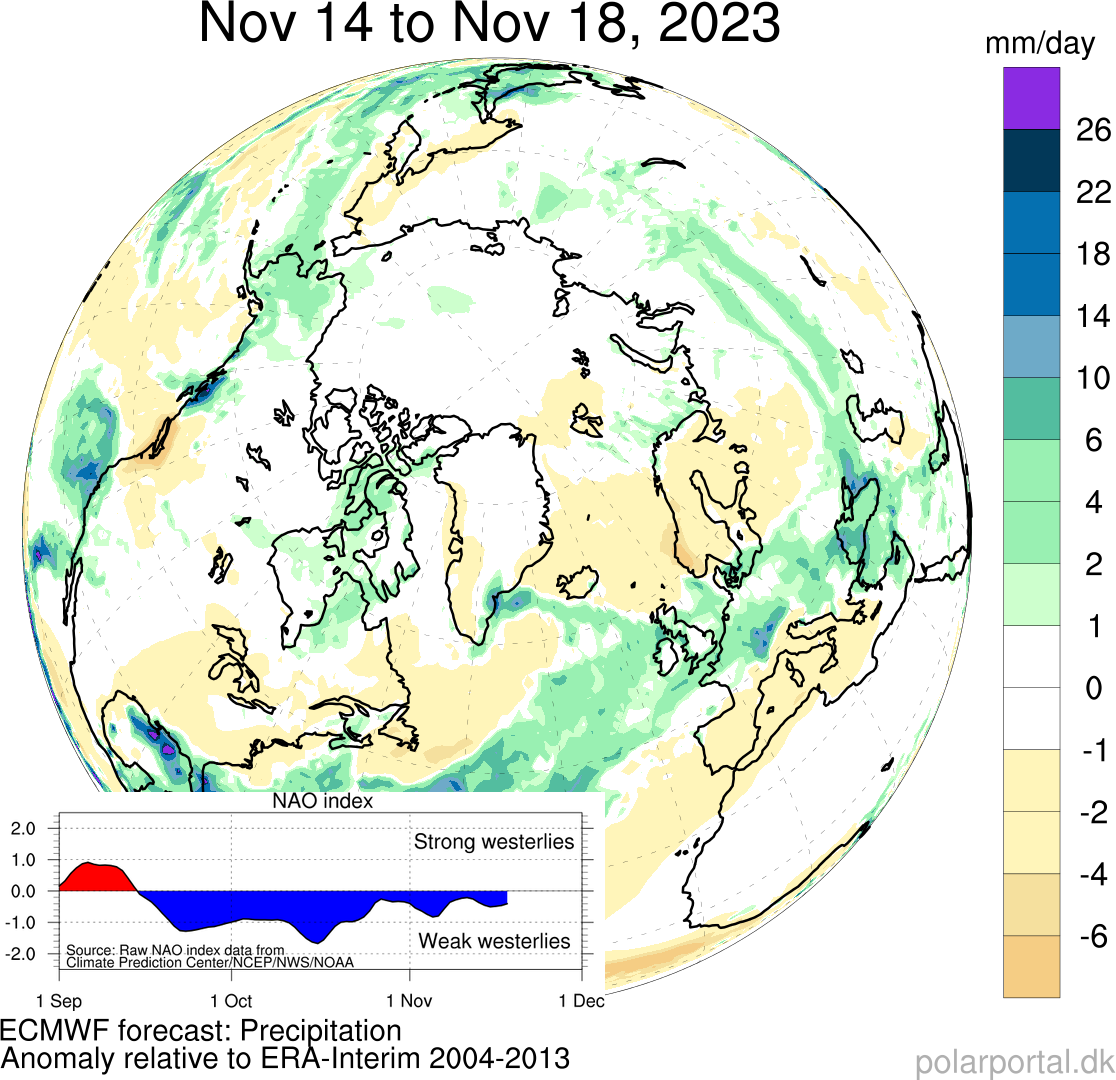 Nov 14 to Nov 18, 2023
mm/day
26
22
18
14
10
6
4
2
1
0
-1
-2
-4
-6
NAO index
2.0
1.0
0.0
-1.0
-2.0
Strong westerlies
Weak westerlies
Source: Raw NAO index data from
Climate Prediction Center/NCEP/NWS/NOAA
1 Sep 1 Oct 1 Nov 1 Dec
ECMWF forecast: Precipitation
Anomaly relative to ERA-Interim 2004-2013
polarportal.dk